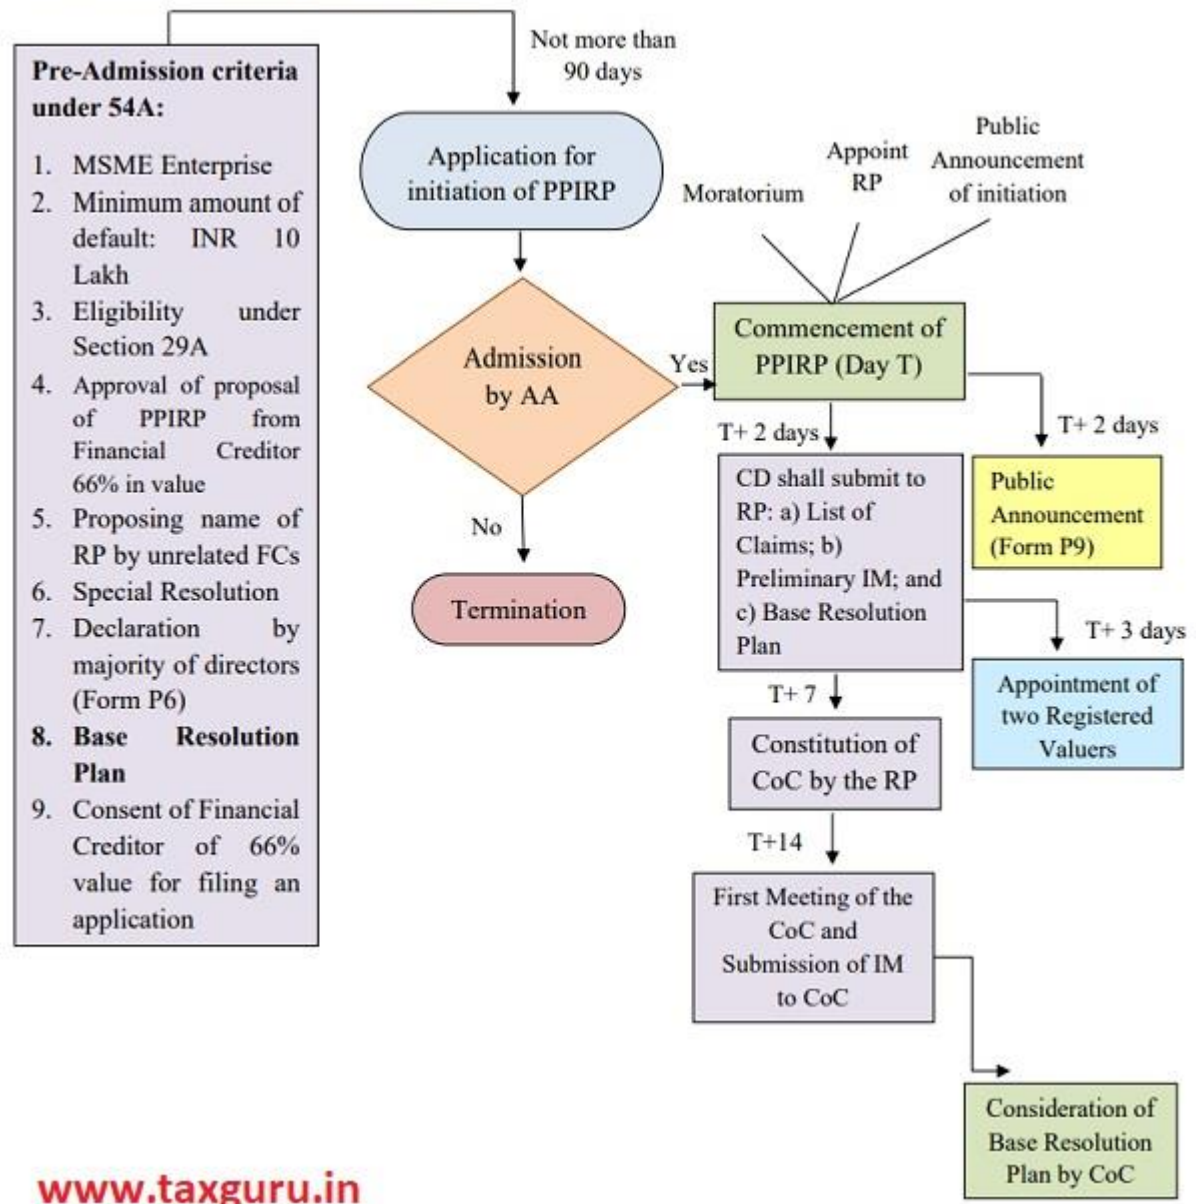 Pre-Admission criteria
under 54A:
1. MSME Enterprise
2. Minimum amount of
default: INR 10
Lakh
3. Eligibility under
Section 29A
4. Approval of proposal
of PPIRP from
Financial Creditor
66% in value
5. Proposing name of
RP by unrelated FCs
6. Special Resolution
7. Declaration by
majority of directors
(Form P6)
8. Base Resolution
Plan
9. Consent of Financial
Creditor of 66%
value for filing an
application
Not more than
90 days
Application for
initiation of PPIRP
Admission
by AA
Yes
No
Termination
Moratorium
Appoint
RP
Public
Announcement
of initiation
Commencement of
PPIRP (Day T)
T+ 2 days
T+ 2 days
CD shall submit to
RP: a) List of
Claims; b)
Preliminary IM; and
c) Base Resolution
Plan
Public
Announcement
(Form P9)
T+ 3 days
Appointment of
two Registered
Valuers
T+ 7
Constitution of
CoC by the RP
T+14
First Meeting of the
CoC and
Submission of IM
to CoC
Consideration of
Base Resolution
Plan by CoC
www.taxguru.in